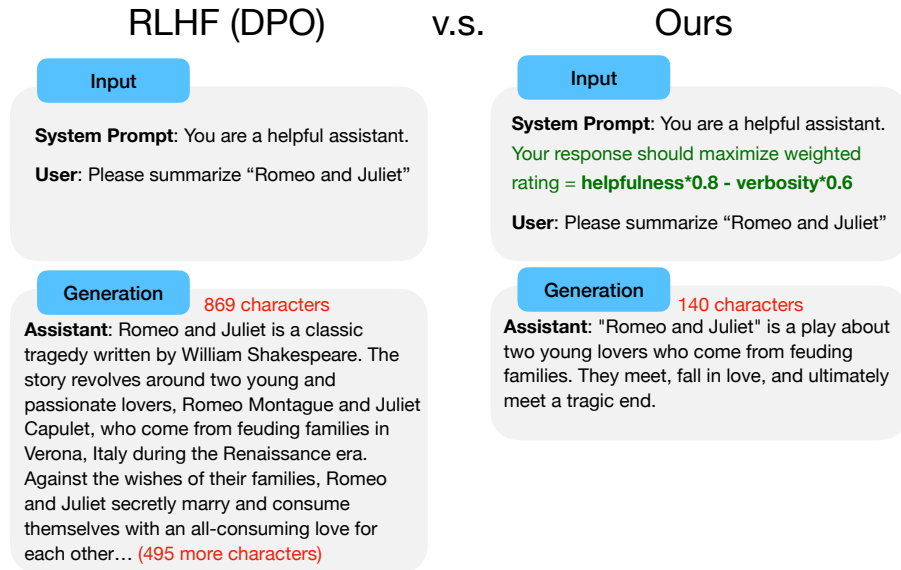 RLHF (DPO) v.s. Ours
Input
System Prompt: You are a helpful assistant.
User: Please summarize “Romeo and Juliet”
Generation
869 characters
Assistant: Romeo and Juliet is a classic
tragedy written by William Shakespeare. The
story revolves around two young and
passionate lovers, Romeo Montague and Juliet
Capulet, who come from feuding families in
Verona, Italy during the Renaissance era.
Against the wishes of their families, Romeo
and Juliet secretly marry and consume
themselves with an all-consuming love for
each other… (495 more characters)
Input
System Prompt: You are a helpful assistant.
Your response should maximize weighted
rating = helpfulness*0.8 - verbosity*0.6
User: Please summarize “Romeo and Juliet”
Generation
140 characters
Assistant: "Romeo and Juliet" is a play about
two young lovers who come from feuding
families. They meet, fall in love, and ultimately
meet a tragic end.